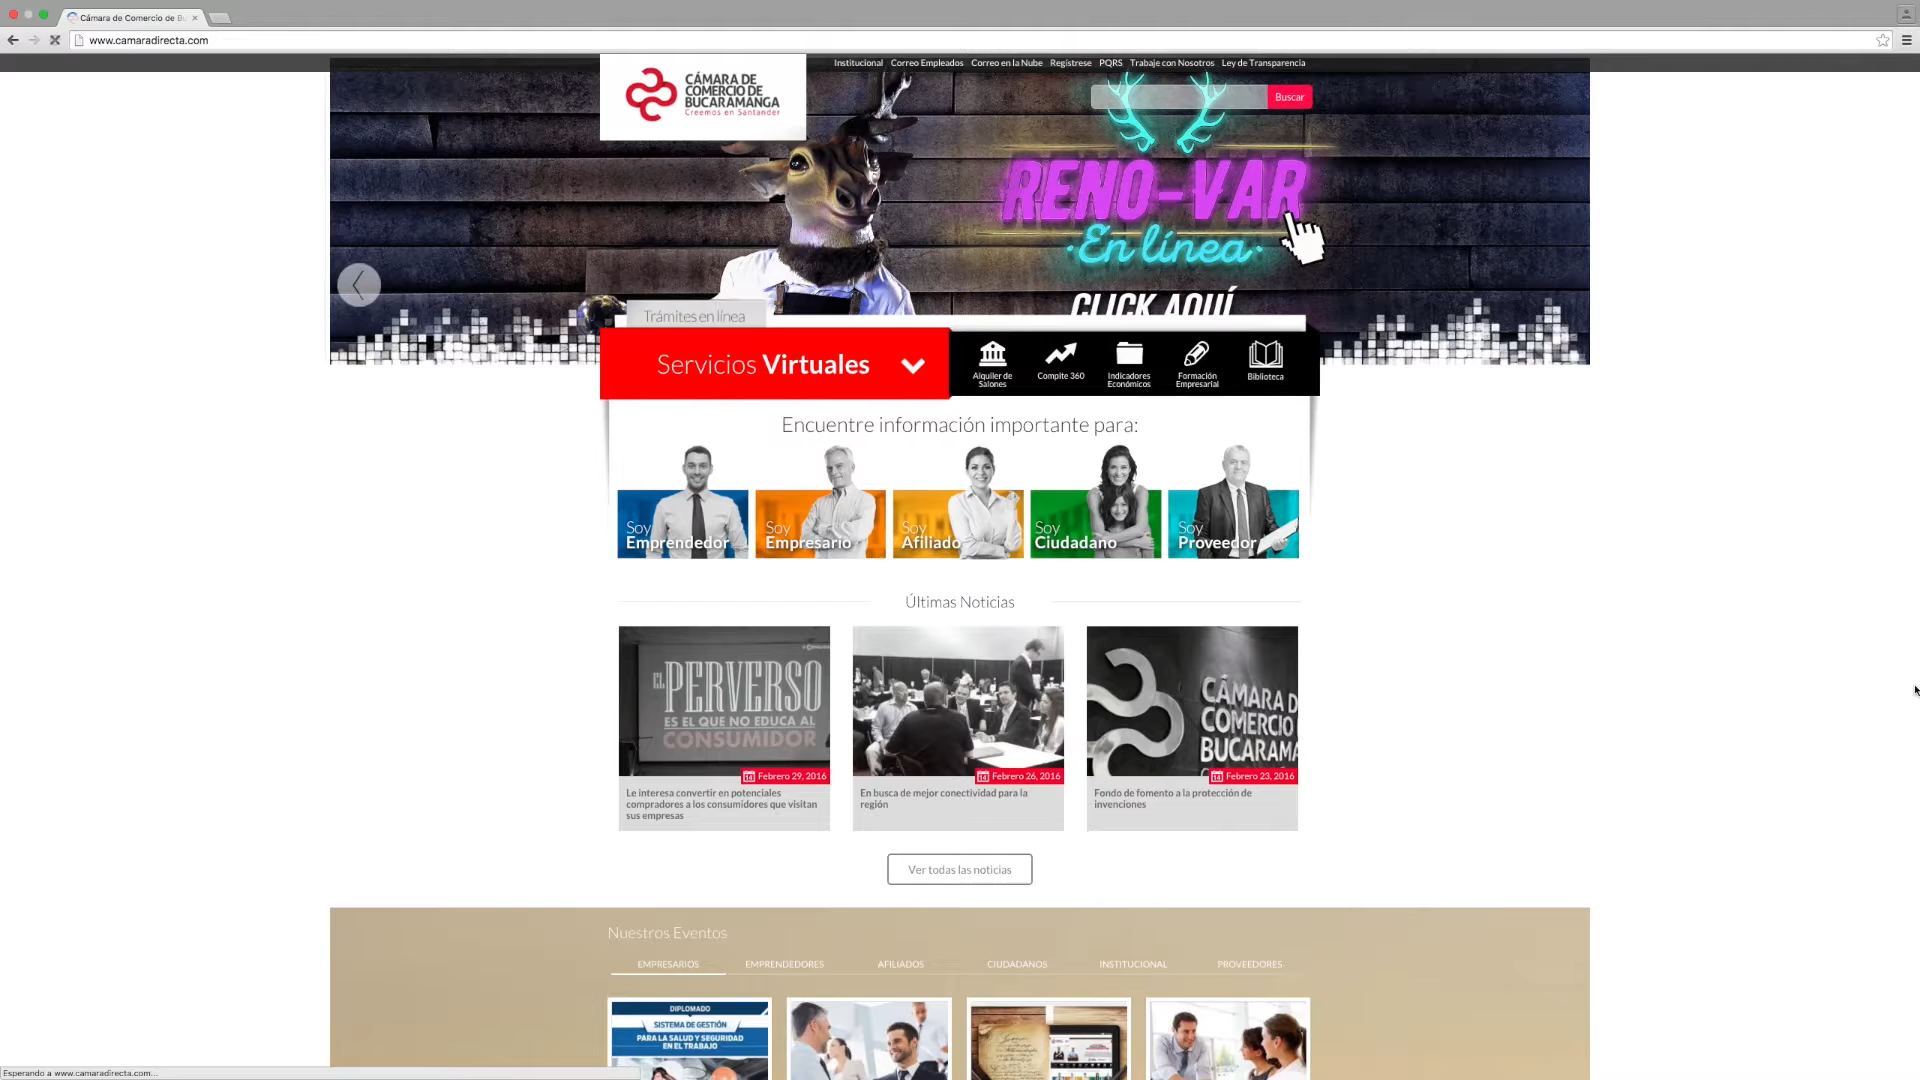 Cámara de Comercio de Bu
www.camaradirecta.com
Institucional Correo Empleados Correo en la Nube Regístrese PQRS Trabaje con Nosotros Ley de Transparencia
CÁMARA DE
COMERCIO DE
BUCARAMANGA
Creemos en Santander
Buscar
RENO-VAR
En línea
CLICK AQUÍ
Trámites en línea
Servicios Virtuales
Alquiler de
Salones
Compite 360
Indicadores
Económicos
Formación
Empresarial
Biblioteca
Encuentre información importante para:
Soy
Emprendedor
Soy
Empresario
Soy
Afiliado
Soy
Ciudadano
Soy
Proveedor
Últimas Noticias
EL PERVERSO
ES EL QUE NO EDUCA AL
CONSUMIDOR
Febrero 29, 2016
Le interesa convertir en potenciales
compradores a los consumidores que visitan
sus empresas
Febrero 26, 2016
En busca de mejor conectividad para la
región
CÁMARA D
COMERCIO
BUCARAMA
Febrero 23, 2016
Fondo de fomento a la protección de
invenciones
Ver todas las noticias
Nuestros Eventos
EMPRESARIOS EMPRENDEDORES AFILIADOS CIUDADANOS INSTITUCIONAL PROVEEDORES
DIPLOMADO
SISTEMA DE GESTIÓN
PARA LA SALUD Y SEGURIDAD
EN EL TRABAJO
Esperando a www.camaradirecta.com...